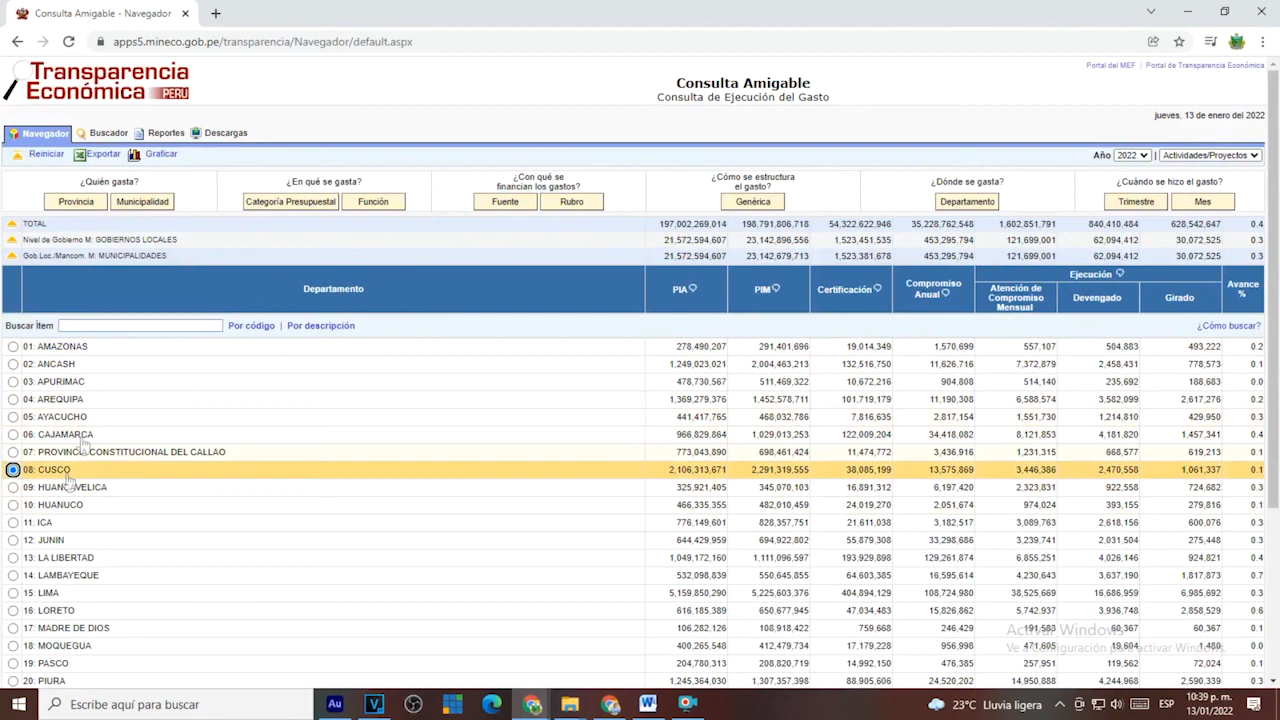 Consulta Amigable - Navegador
apps5.mineco.gob.pe/transparencia/Navegador/default.aspx
Transparencia
Económica PERU
Portal del MEF | Portal de Transparencia Económica
Consulta Amigable
Consulta de Ejecución del Gasto
jueves, 13 de enero del 2022
Navegador Buscador Reportes Descargas
Reiniciar Exportar Graficar
Año 2022 | Actividades/Proyectos
¿Quién gasta? ¿En qué se gasta? ¿Con qué se financian los gastos? ¿Cómo se estructura el gasto? ¿Dónde se gasta? ¿Cuándo se hizo el gasto?
Provincia Municipalidad Categoría Presupuestal Función Fuente Rubro Genérica Departamento Trimestre Mes
TOTAL 197,002,269,014 198,791,806,718 54,322,622,946 35,228,762,548 1,602,851,791 840,410,484 628,542,647 0.4
Nivel de Gobierno M: GOBIERNOS LOCALES 21,572,594,607 23,142,896,556 1,523,451,535 453,295,794 121,699,001 62,094,412 30,072,525 0.3
Gob.Loc./Mancom. M: MUNICIPALIDADES 21,572,594,607 23,142,679,713 1,523,381,678 453,295,794 121,699,001 62,094,412 30,072,525 0.3
Departamento PIA PIM Certificación Compromiso Anual Ejecución Avance %
Atención de Compromiso Mensual Devengado Girado
Buscar Ítem Por código | Por descripción ¿Cómo buscar?
01: AMAZONAS 278,490,207 291,401,696 19,014,349 1,570,699 557,107 504,883 493,222 0.2
02: ANCASH 1,249,023,021 2,004,463,213 132,516,750 11,626,716 7,372,879 2,458,431 778,573 0.1
03: APURIMAC 478,730,567 511,469,322 10,672,216 904,808 514,140 235,692 188,683 0.0
04: AREQUIPA 1,369,279,376 1,452,578,711 101,719,179 11,190,308 6,588,574 3,582,099 2,617,276 0.2
05: AYACUCHO 441,417,765 468,032,786 7,816,635 2,817,154 1,551,730 1,214,810 429,950 0.3
06: CAJAMARCA 966,829,864 1,029,013,253 122,009,204 34,418,082 8,121,853 4,181,820 1,457,341 0.4
07: PROVINCIA CONSTITUCIONAL DEL CALLAO 773,043,890 698,461,089 11,474,772 3,436,916 1,231,315 668,577 619,213 0.1
08: CUSCO 2,106,313,671 2,291,319,555 38,085,199 13,575,869 3,446,386 2,470,558 1,061,337 0.1
09: HUANCAVELICA 325,921,405 345,070,103 16,891,312 6,197,420 2,323,831 922,558 724,682 0.3
10: HUANUCO 466,335,355 482,010,459 24,019,270 2,051,674 974,024 393,155 279,816 0.1
11: ICA 776,149,601 828,357,751 21,611,038 3,182,517 3,089,763 2,618,156 600,076 0.3
12: JUNIN 644,429,959 694,922,802 55,879,308 33,298,686 3,239,741 2,031,504 275,448 0.3
13: LA LIBERTAD 1,049,172,160 1,111,096,597 193,929,898 129,261,874 6,855,251 4,026,146 924,821 0.4
14: LAMBAYEQUE 532,098,839 550,645,855 64,603,385 16,595,614 4,230,643 3,637,190 1,817,873 0.7
15: LIMA 5,159,850,290 5,225,603,376 404,894,129 108,724,980 38,525,669 16,686,959 6,985,692 0.3
16: LORETO 616,185,389 650,677,945 47,034,483 15,826,862 5,742,937 3,936,748 2,858,529 0.6
17: MADRE DE DIOS 106,282,126 108,918,422 759,668 246,429 191,583 60,367 60,367 0.1
18: MOQUEGUA 400,265,548 412,479,734 17,179,228 956,998 471,605 19,604 1,480 0.0
19: PASCO 204,780,313 208,820,719 14,992,150 476,385 257,951 119,562 72,024 0.1
20: PIURA 1,245,364,030 1,307,357,398 88,905,606 24,520,202 14,950,888 4,244,968 2,590,339 0.3
Activar Windows
Ve a Configuración para activar Windows.
Escribe aquí para buscar
23°C Lluvia ligera ESP 10:39 p. m.
13/01/2022